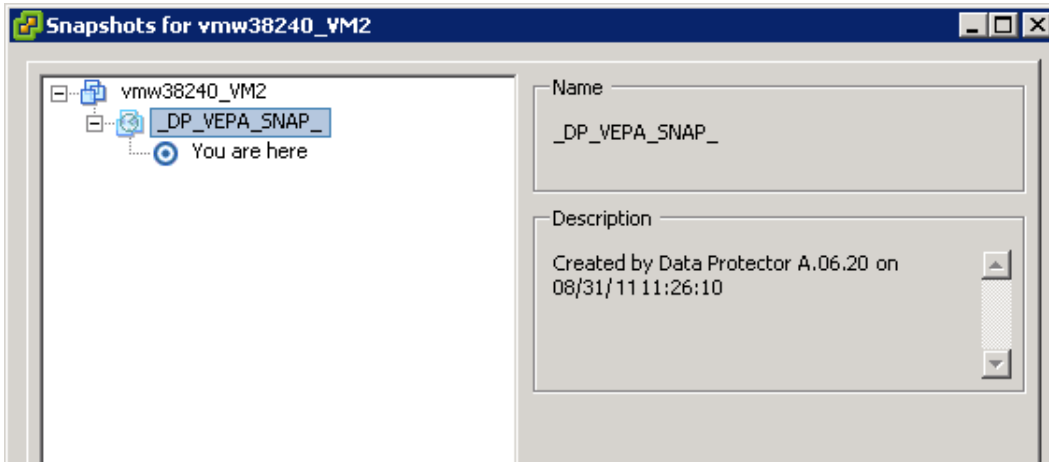 Snapshots for vmw38240_VM2
vmw38240_VM2
_DP_VEPA_SNAP_
You are here
Name
_DP_VEPA_SNAP_
Description
Created by Data Protector A.06.20 on
08/31/11 11:26:10